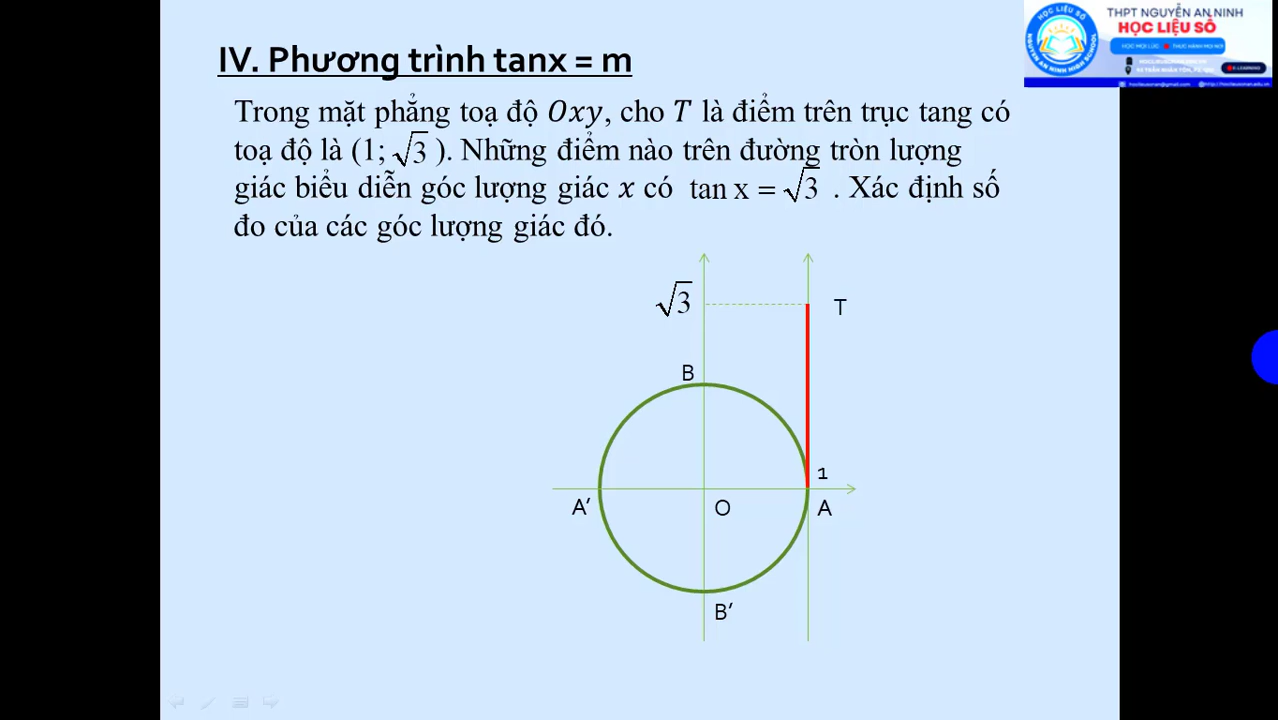 THPT NGUYỄN AN NINH
HỌC LIỆU SỐ
IV. Phương trình tanx = m
Trong mặt phẳng toạ độ Oxy, cho T là điểm trên trục tang có
toạ độ là (1; √3 ). Những điểm nào trên đường tròn lượng
giác biểu diễn góc lượng giác x có tan x = √3 . Xác định số
đo của các góc lượng giác đó.
√3
T
B
1
A'
O
A
B'